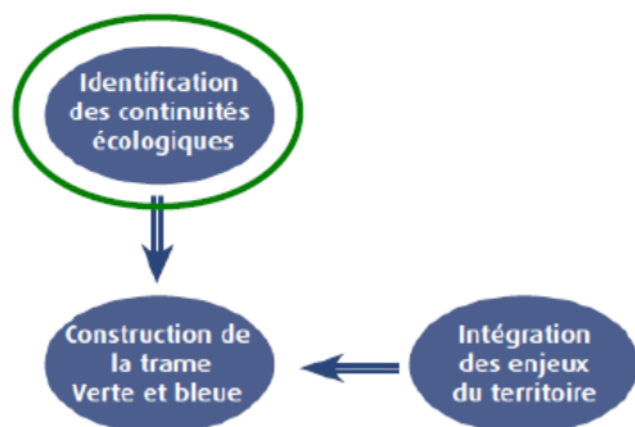 Identification
des continuités
écologiques
Construction de
la trame
Verte et bleue
Intégration
des enjeux
du territoire